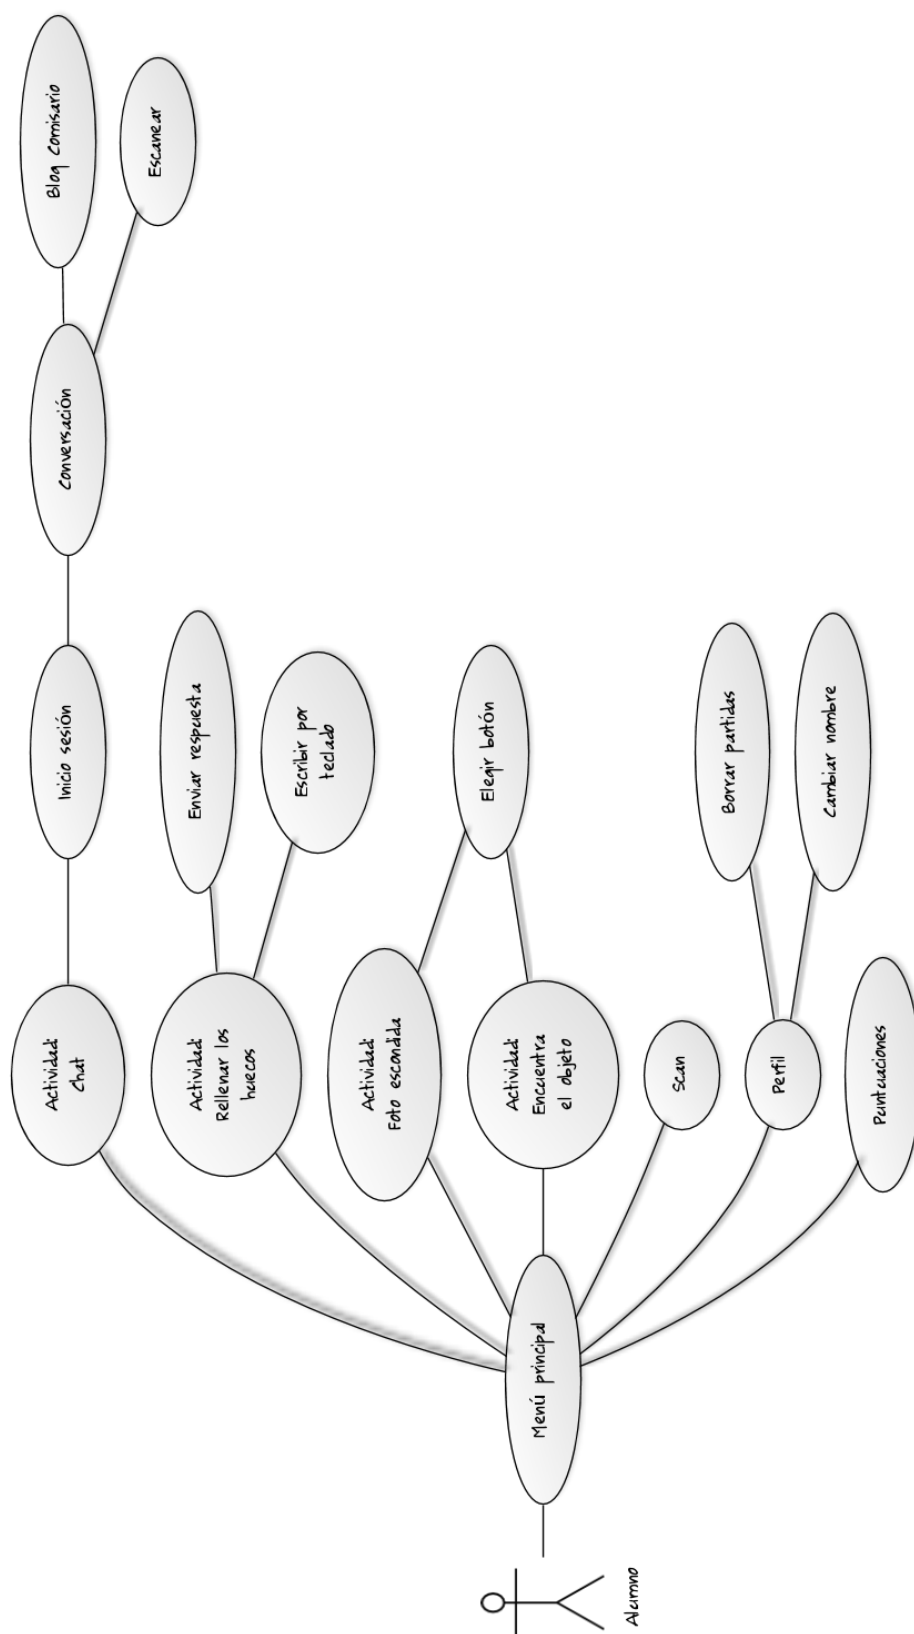 Alumno
Menú principal
Actividad:
Chat
Actividad:
Rellenar los
huecos
Actividad:
Foto escondida
Actividad:
Encuentra
el objeto
Scan
Perfil
Puntuaciones
Inicio sesión
Enviar respuesta
Escribir por
teclado
Elegir botón
Borrar partidas
Cambiar nombre
Conversación
Blog Comisario
Escanear